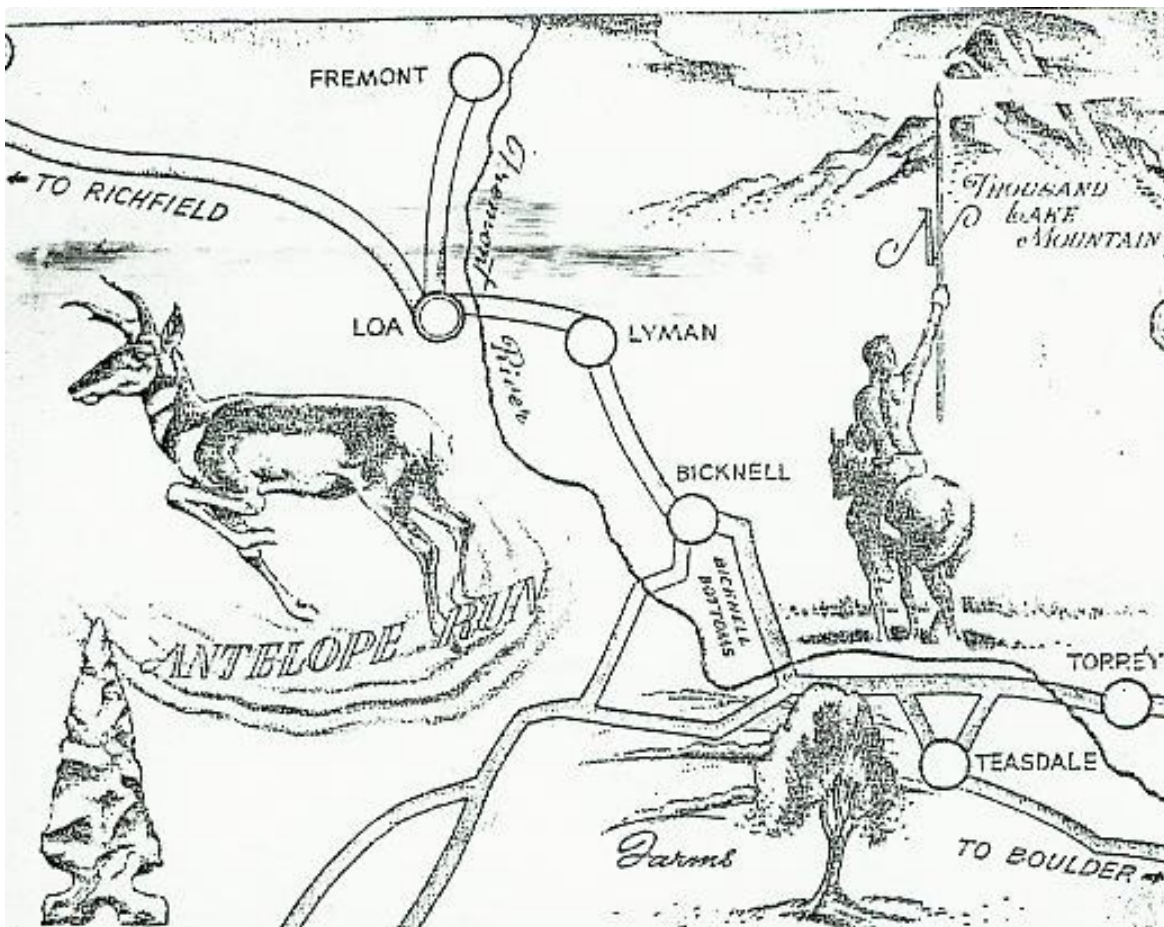 FREMONT
← TO RICHFIELD
Fremont
River
THOUSAND
LAKE
MOUNTAIN
N
LOA
LYMAN
BICKNELL
BICKNELL
BOTTOMS
ANTELOPE RUN
TORREY
TEASDALE
Farms
TO BOULDER →